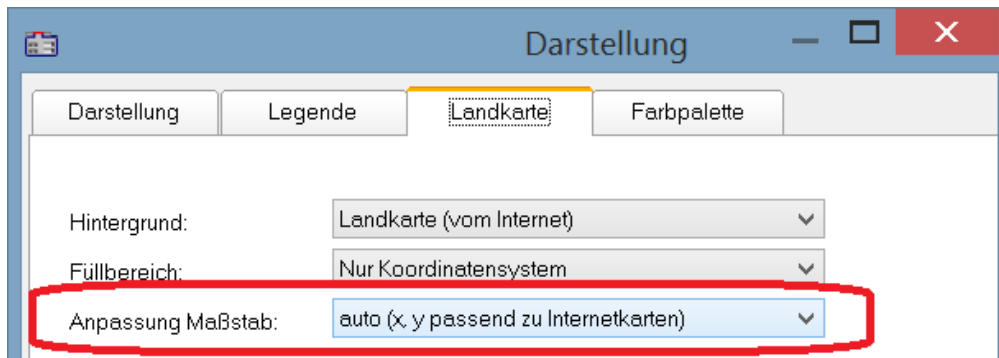 Darstellung
Darstellung Legende Landkarte Farbpalette
Hintergrund: Landkarte (vom Internet)
Füllbereich: Nur Koordinatensystem
Anpassung Maßstab: auto (x, y passend zu Internetkarten)